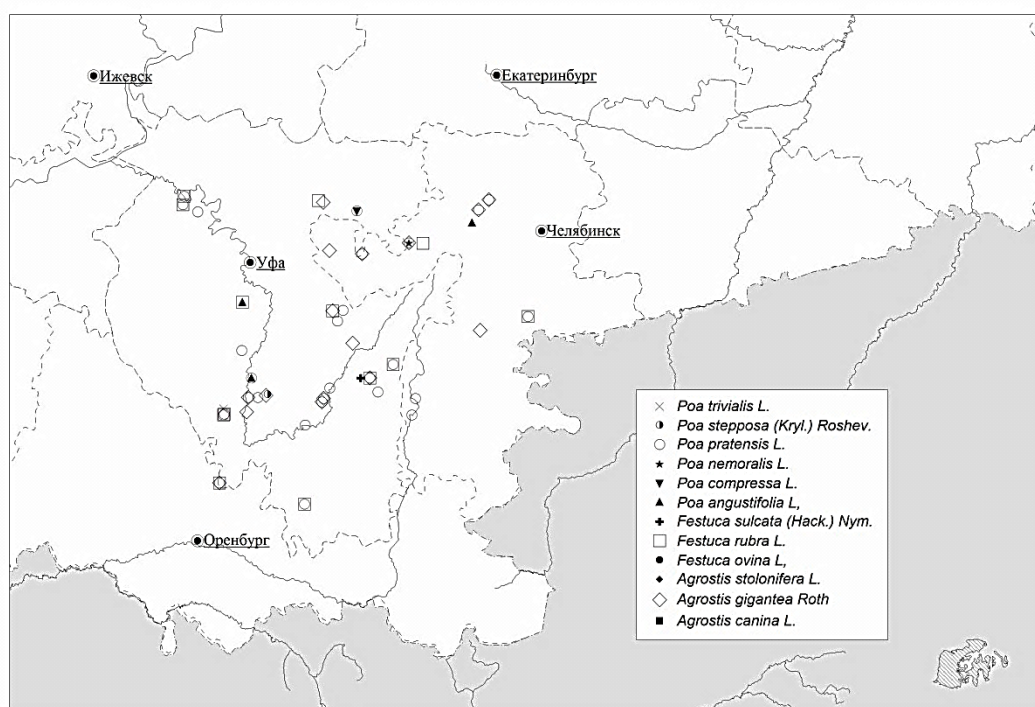 Ижевск
Екатеринбург
Челябинск
Уфа
Оренбург
Poa trivialis L.
Poa stepposa (Kryl.) Roshev.
Poa pratensis L.
Poa nemoralis L.
Poa compressa L.
Poa angustifolia L,
Festuca sulcata (Hack.) Nym.
Festuca rubra L.
Festuca ovina L,
Agrostis stolonifera L.
Agrostis gigantea Roth
Agrostis canina L.